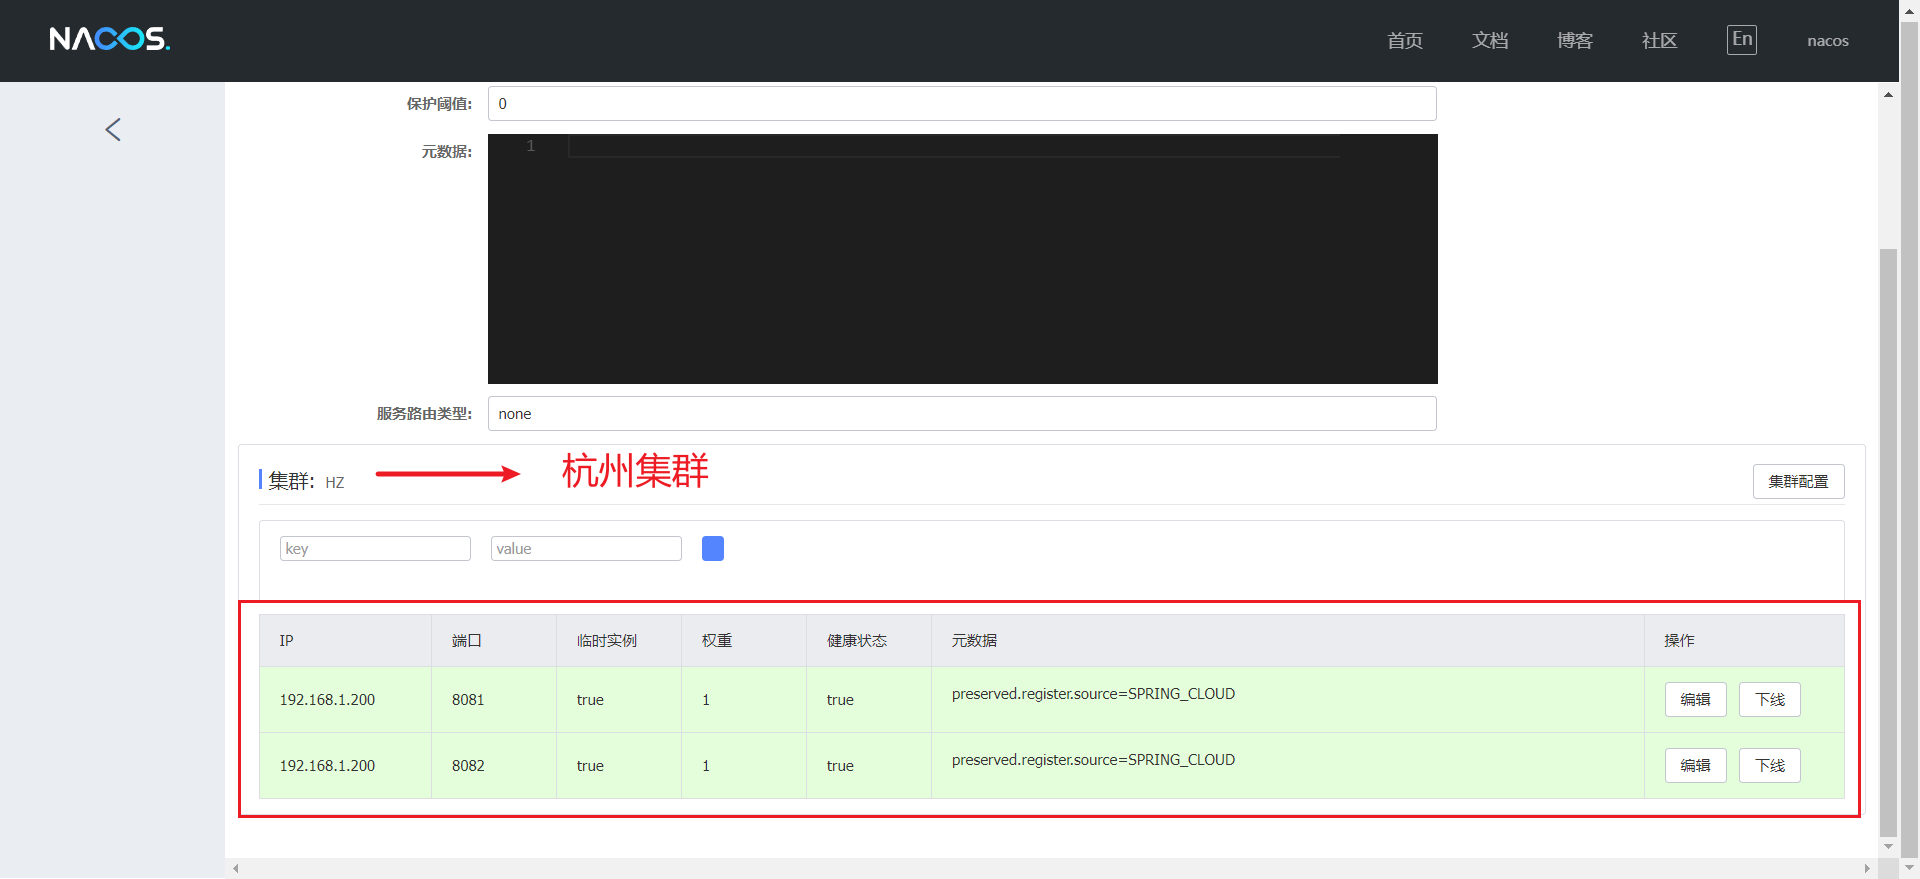 NACOS.
首页 文档 博客 社区 En nacos
保护阈值: 0
元数据: 1
服务路由类型: none
集群: HZ 杭州集群 集群配置
key value
IP 端口 临时实例 权重 健康状态 元数据 操作
192.168.1.200 8081 true 1 true preserved.register.source=SPRING_CLOUD 编辑 下线
192.168.1.200 8082 true 1 true preserved.register.source=SPRING_CLOUD 编辑 下线